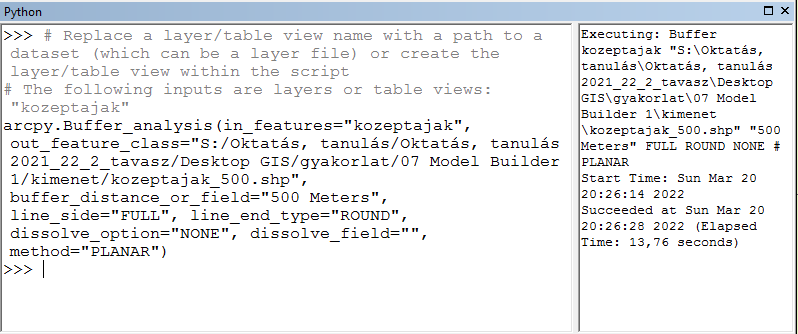 Python
>>> # Replace a layer/table view name with a path to a
dataset (which can be a layer file) or create the
layer/table view within the script
# The following inputs are layers or table views:
"kozeptajak"
arcpy.Buffer_analysis(in_features="kozeptajak",
out_feature_class="S:/Oktatás, tanulás/Oktatás, tanulás
2021_22_2_tavasz/Desktop GIS/gyakorlat/07 Model Builder
1/kimenet/kozeptajak_500.shp",
buffer_distance_or_field="500 Meters",
line_side="FULL", line_end_type="ROUND",
dissolve_option="NONE", dissolve_field="",
method="PLANAR")
>>>
Executing: Buffer
kozeptajak "S:\Oktatás,
tanulás\Oktatás, tanulás
2021_22_2_tavasz\Desktop
GIS\gyakorlat\07 Model
Builder 1\kimenet
\kozeptajak_500.shp" "500
Meters" FULL ROUND NONE #
PLANAR
Start Time: Sun Mar 20
20:26:14 2022
Succeeded at Sun Mar 20
20:26:28 2022 (Elapsed
Time: 13,76 seconds)